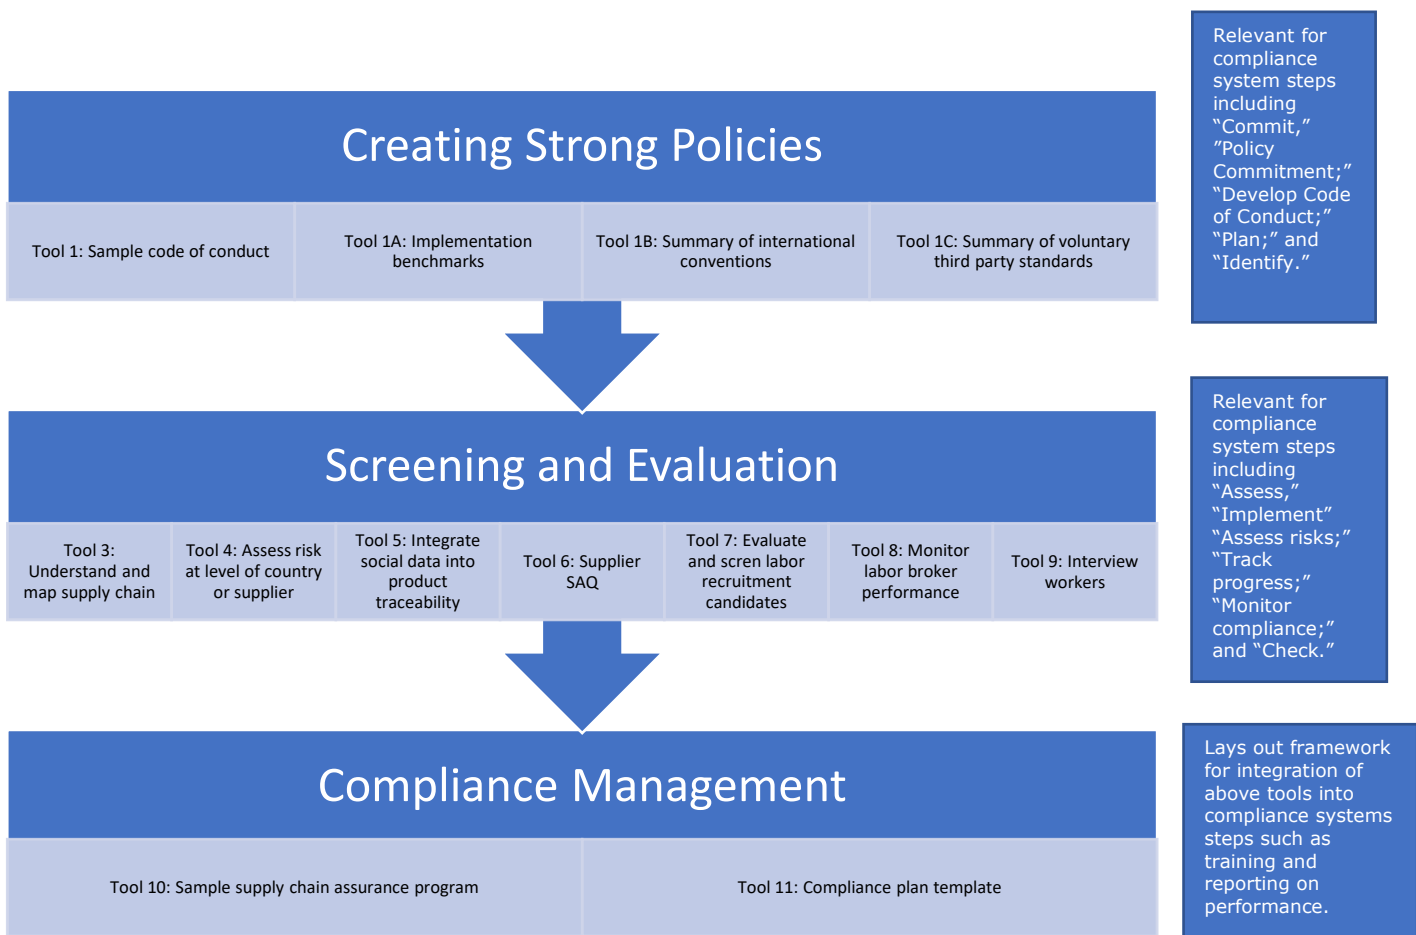 Creating Strong Policies
Tool 1: Sample code of conduct
Tool 1A: Implementation
benchmarks
Tool 1B: Summary of international
conventions
Tool 1C: Summary of voluntary
third party standards
Relevant for
compliance
system steps
including
“Commit,”
”Policy
Commitment;”
“Develop Code
of Conduct;”
“Plan;” and
“Identify.”
Screening and Evaluation
Tool 3:
Understand and
map supply chain
Tool 4: Assess risk
at level of country
or supplier
Tool 5: Integrate
social data into
product
traceability
Tool 6: Supplier
SAQ
Tool 7: Evaluate
and scren labor
recruitment
candidates
Tool 8: Monitor
labor broker
performance
Tool 9: Interview
workers
Relevant for
compliance
system steps
including
“Assess,”
“Implement”
“Assess risks;”
“Track
progress;”
“Monitor
compliance;”
and “Check.”
Compliance Management
Tool 10: Sample supply chain assurance program
Tool 11: Compliance plan template
Lays out framework
for integration of
above tools into
compliance systems
steps such as
training and
reporting on
performance.